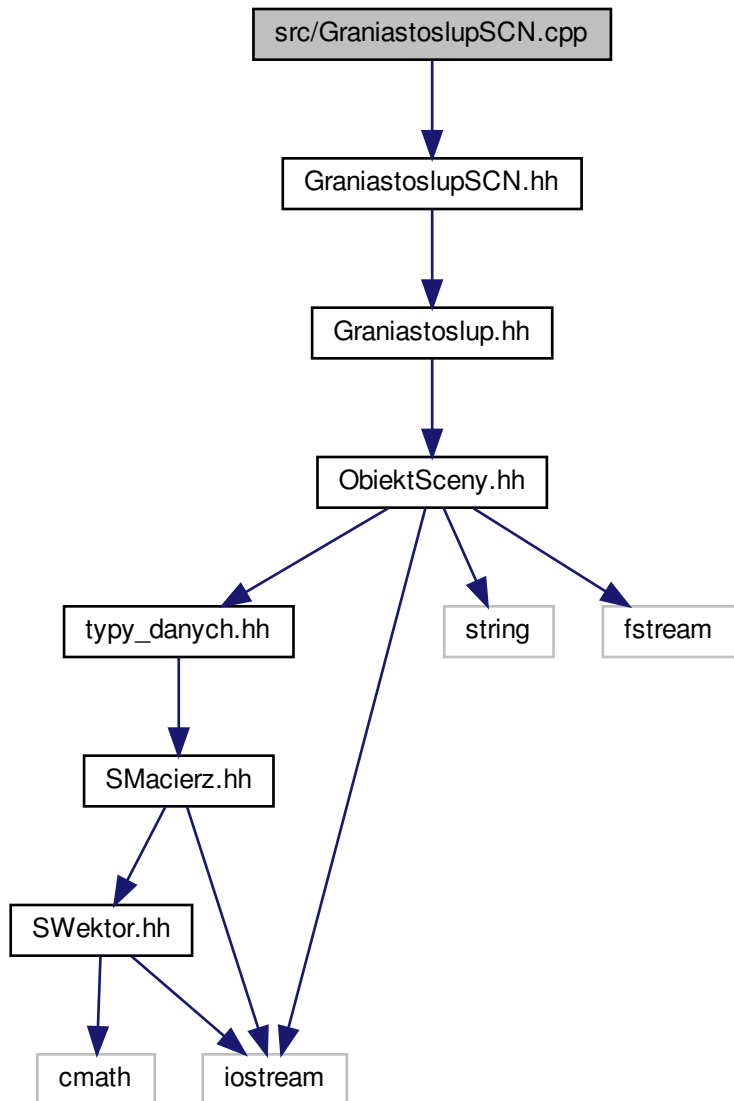 src/GraniastoslupSCN.cpp
GraniastoslupSCN.hh
Graniastoslup.hh
ObiektSceny.hh
typy_danych.hh
string
fstream
SMacierz.hh
SWektor.hh
cmath
iostream